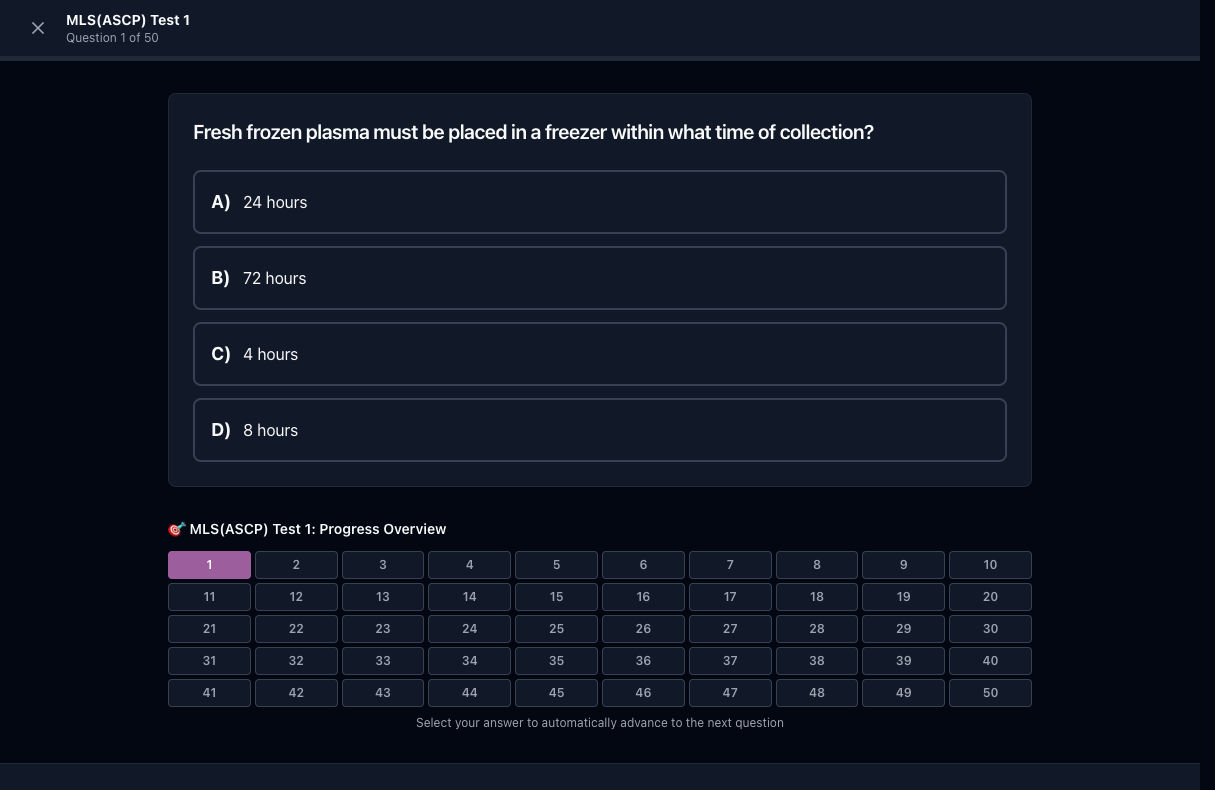 MLS(ASCP) Test 1
Question 1 of 50
Fresh frozen plasma must be placed in a freezer within what time of collection?
A) 24 hours
B) 72 hours
C) 4 hours
D) 8 hours
🎯 MLS(ASCP) Test 1: Progress Overview
1 2 3 4 5 6 7 8 9 10
11 12 13 14 15 16 17 18 19 20
21 22 23 24 25 26 27 28 29 30
31 32 33 34 35 36 37 38 39 40
41 42 43 44 45 46 47 48 49 50
Select your answer to automatically advance to the next question